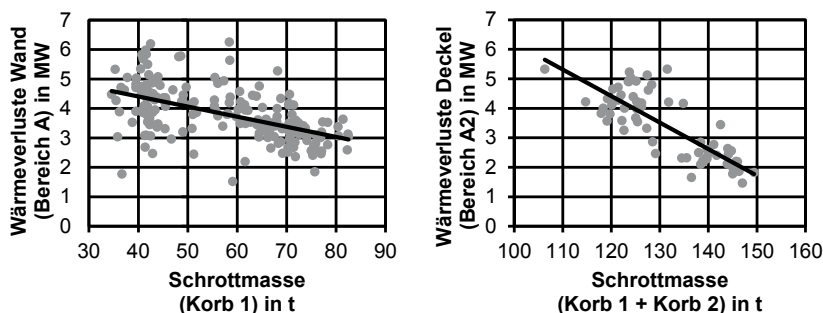 Wärmeverluste Wand
(Bereich A) in MW
7
6
5
4
3
2
1
0
30 40 50 60 70 80 90
Schrottmasse
(Korb 1) in t
Wärmeverluste Deckel
(Bereich A2) in MW
7
6
5
4
3
2
1
0
100 110 120 130 140 150 160
Schrottmasse
(Korb 1 + Korb 2) in t